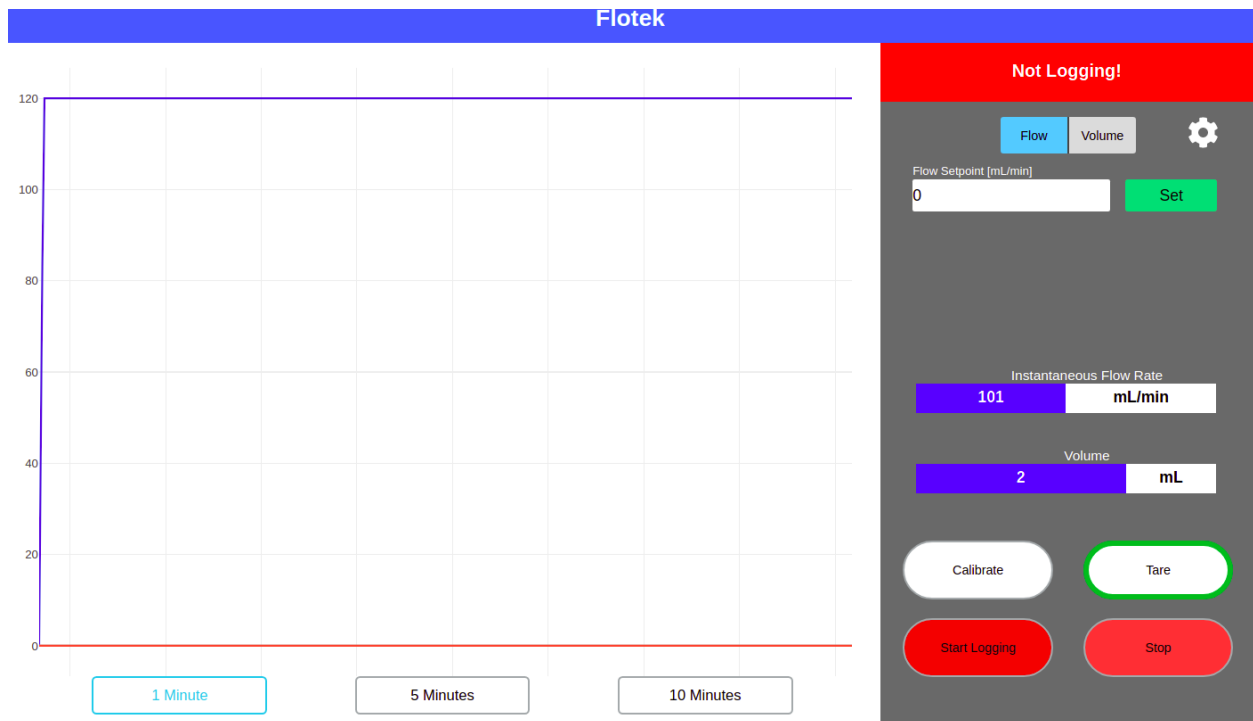 Flotek
120
100
80
60
40
20
0
1 Minute
5 Minutes
10 Minutes
Not Logging!
Flow Volume
Flow Setpoint [mL/min]
0 Set
Instantaneous Flow Rate
101 mL/min
Volume
2 mL
Calibrate Tare
Start Logging Stop